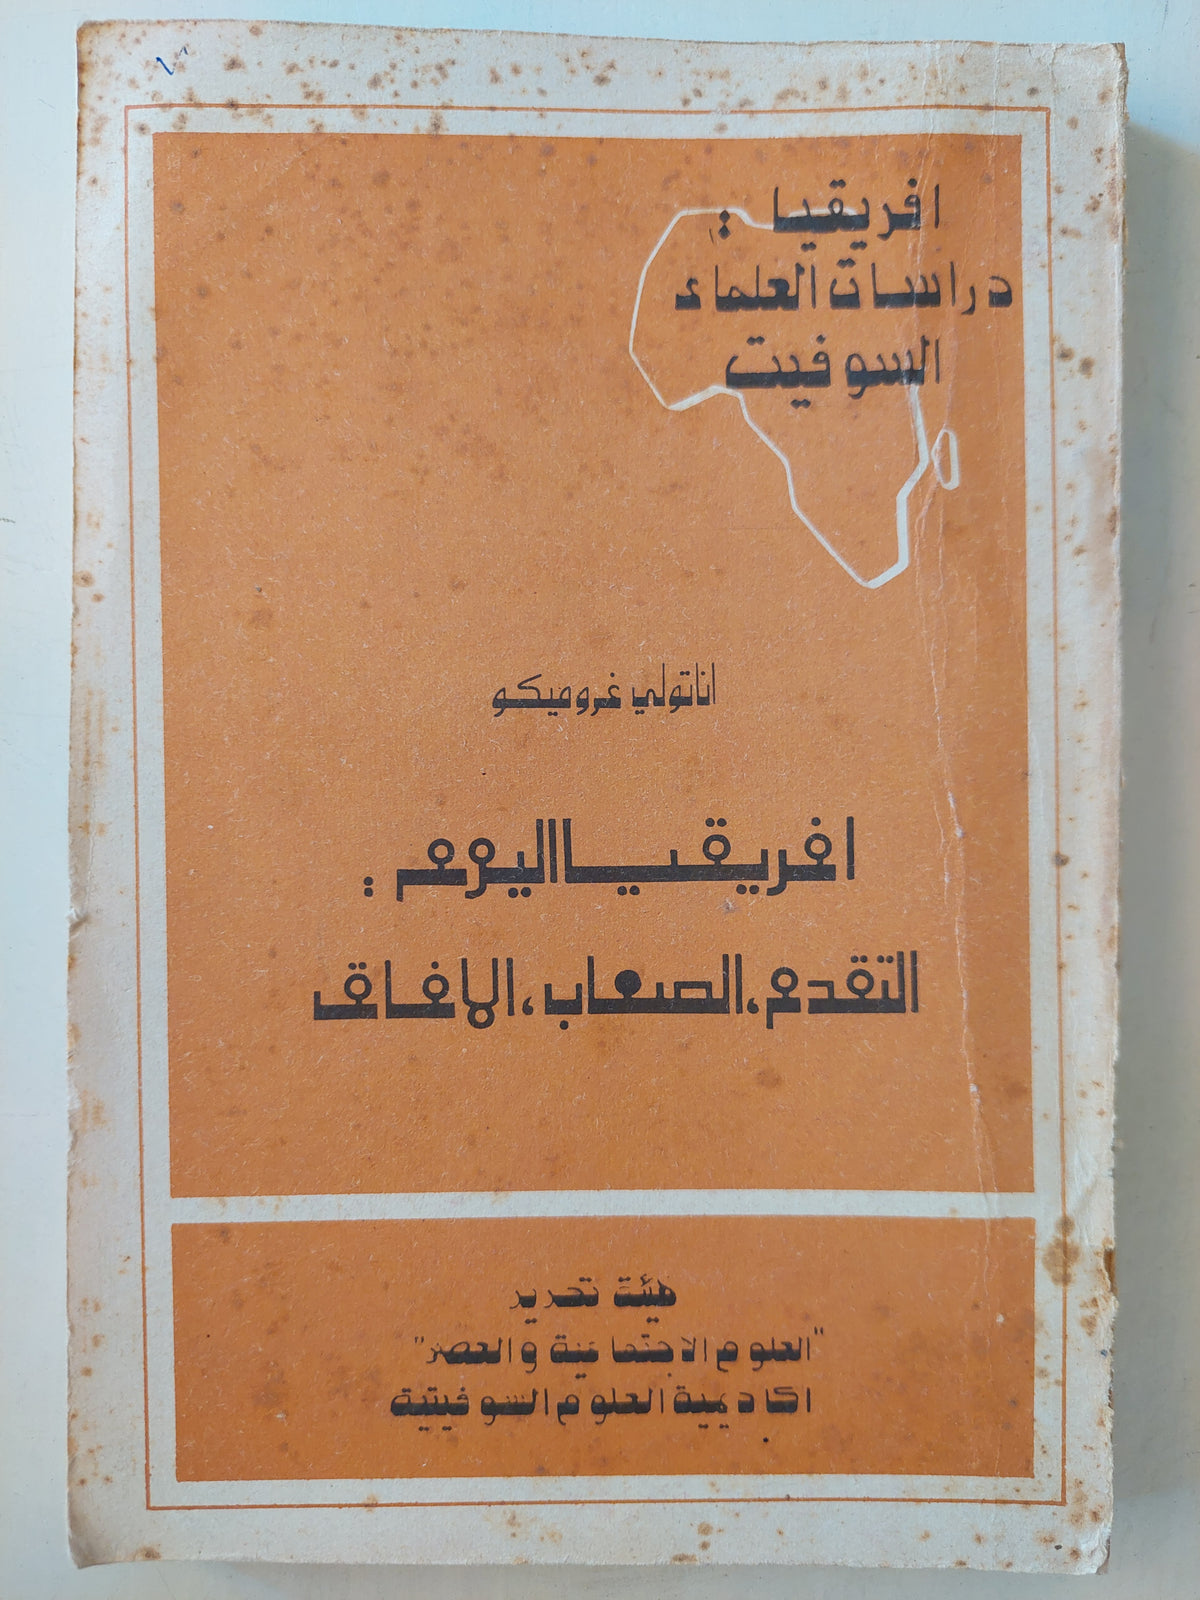 افريقيا :
دراسات العلماء
السوفيت
اناتولي غروميكو
افريقيا اليوم :
التقدم ، الصعاب ، الافاق
هيئة تحرير
"العلوم الاجتماعية والعصر"
اكاديمية العلوم السوفيتية